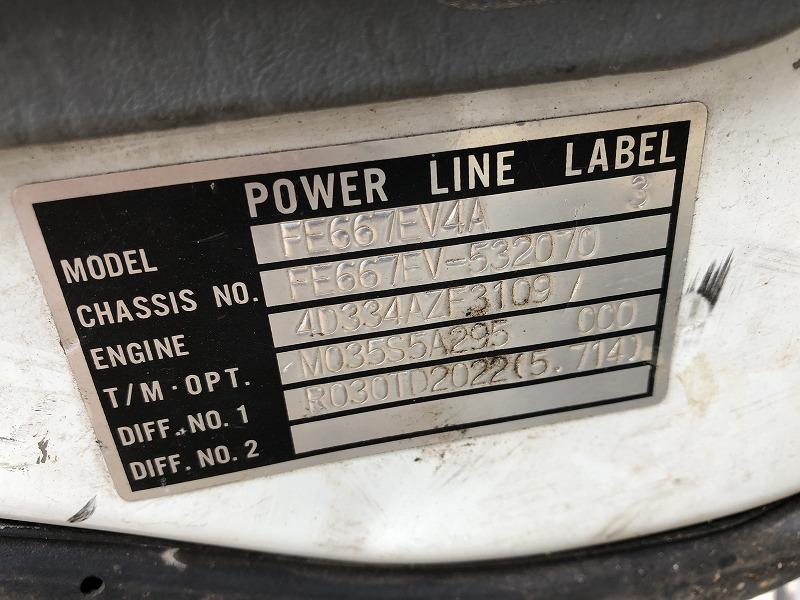 POWER LINE LABEL
MODEL FE667EV4A 3
CHASSIS NO. FE667EV-532070
ENGINE 4D334AZF3109 /
T/M·OPT. M035S5A295 000
DIFF. NO. 1 R030TD2022(5.714)
DIFF. NO. 2